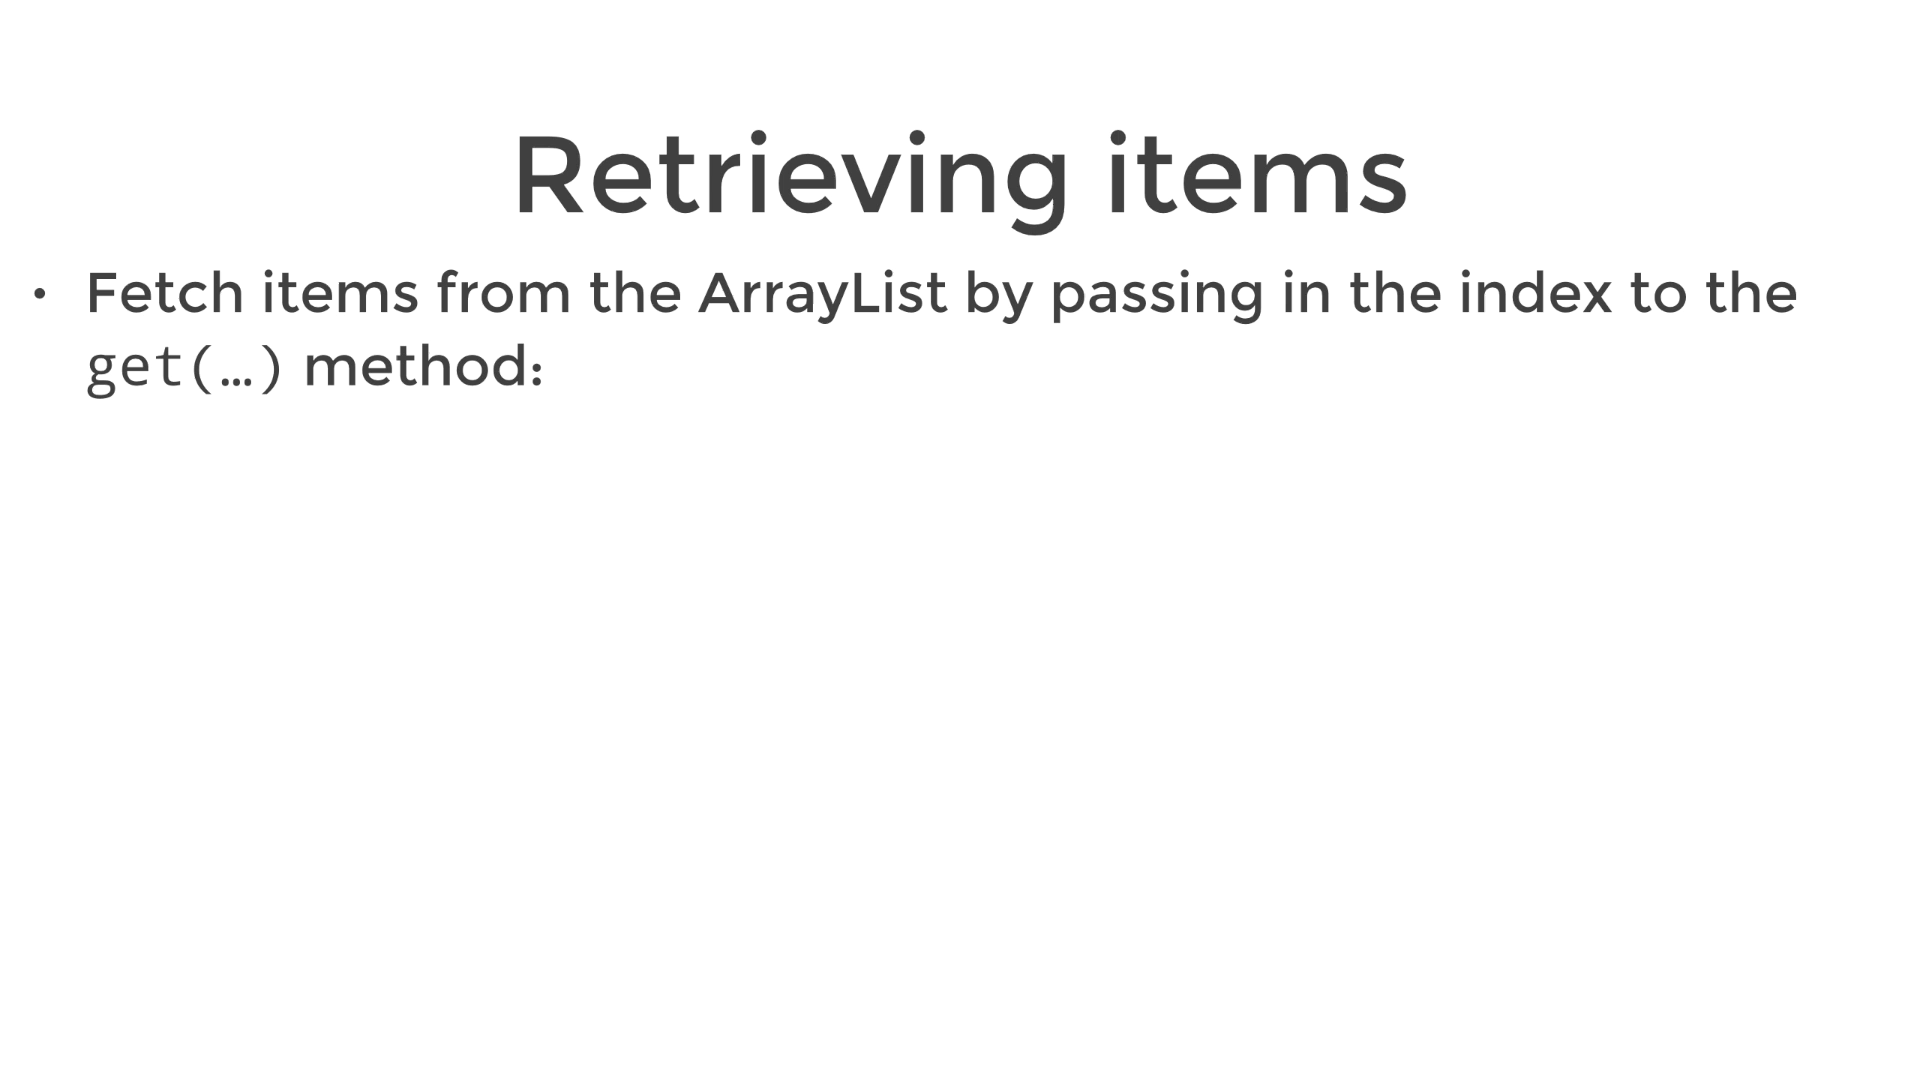 Retrieving items
• Fetch items from the ArrayList by passing in the index to the
get(…) method: